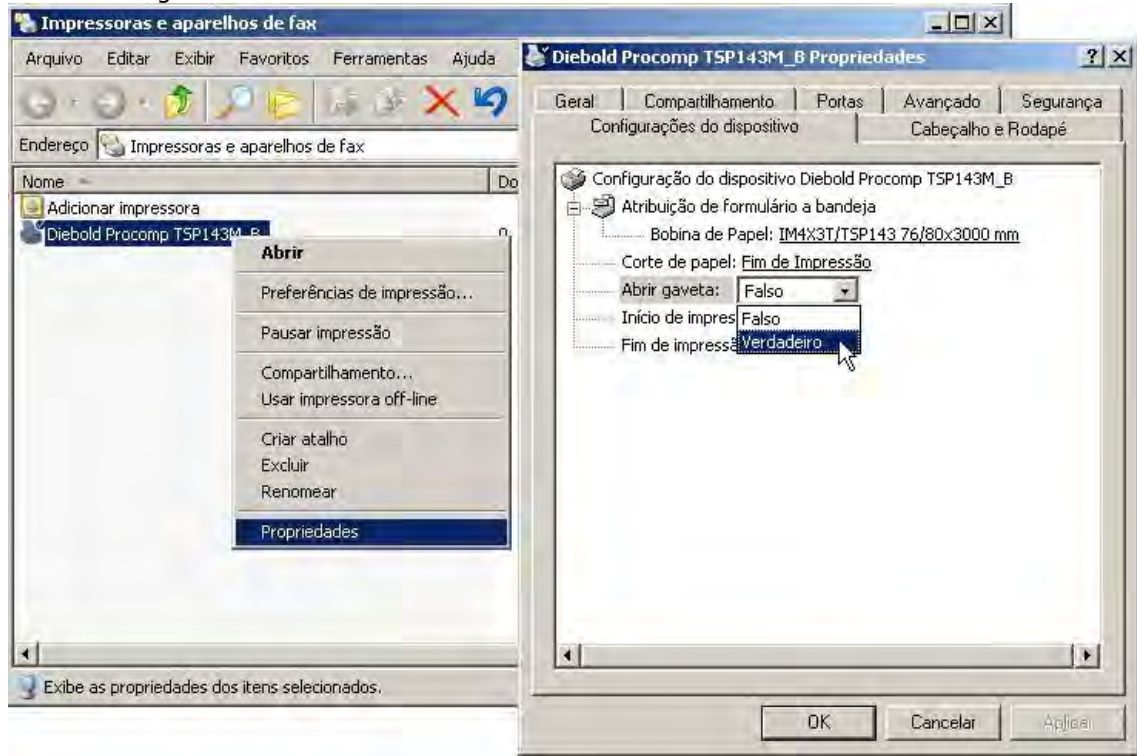 Impressoras e aparelhos de fax
Arquivo Editar Exibir Favoritos Ferramentas Ajuda
Endereço Impressoras e aparelhos de fax
Nome Do
Adicionar impressora
Diebold Procomp TSP143M_B 0
Abrir
Preferências de impressão...
Pausar impressão
Compartilhamento...
Usar impressora off-line
Criar atalho
Excluir
Renomear
Propriedades
Exibe as propriedades dos itens selecionados.
Diebold Procomp TSP143M_B Propriedades
Geral Compartilhamento Portas Avançado Segurança
Configurações do dispositivo Cabeçalho e Rodapé
Configuração do dispositivo Diebold Procomp TSP143M_B
Atribuição de formulário a bandeja
Bobina de Papel: IM4X3T/TSP143 76/80x3000 mm
Corte de papel: Fim de Impressão
Abrir gaveta: Falso
Início de impres Falso
Fim de impressã Verdadeiro
OK Cancelar Aplicar